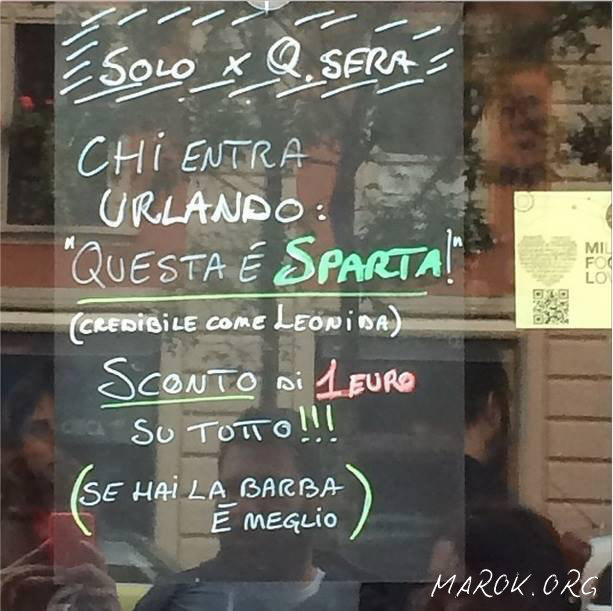 SOLO x Q. SERA
CHI ENTRA
URLANDO:
"QUESTA É SPARTA!"
(CREDIBILE COME LEONIDA)
SCONTO DI 1 EURO
SU TUTTO!!!
(SE HAI LA BARBA
È MEGLIO)
MAROK.ORG